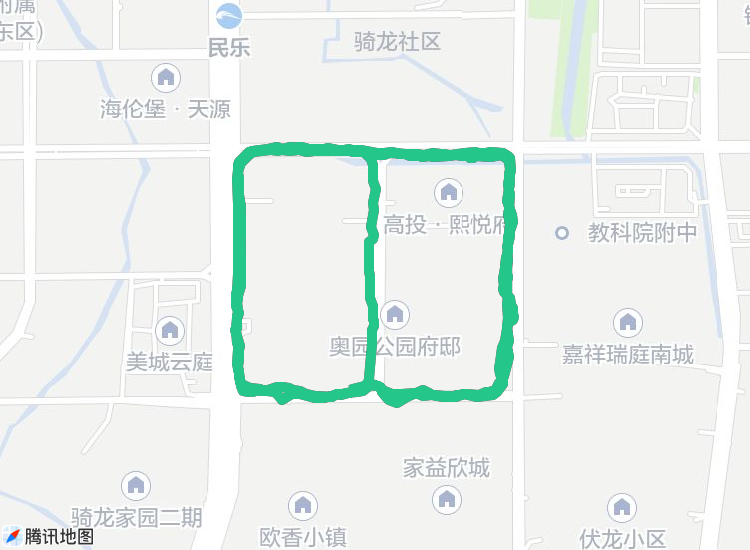 附属
东区)
民乐
骑龙社区
海伦堡·天源
高投·熙悦府
教科院附中
奥园公园府邸
美城云庭
嘉祥瑞庭南城
家益欣城
骑龙家园二期
欧香小镇
伏龙小区
腾讯地图